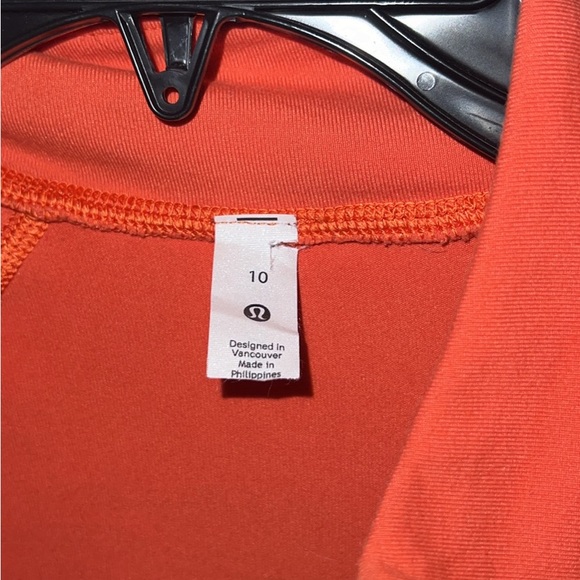 10
Designed in
Vancouver
Made in
Philippines